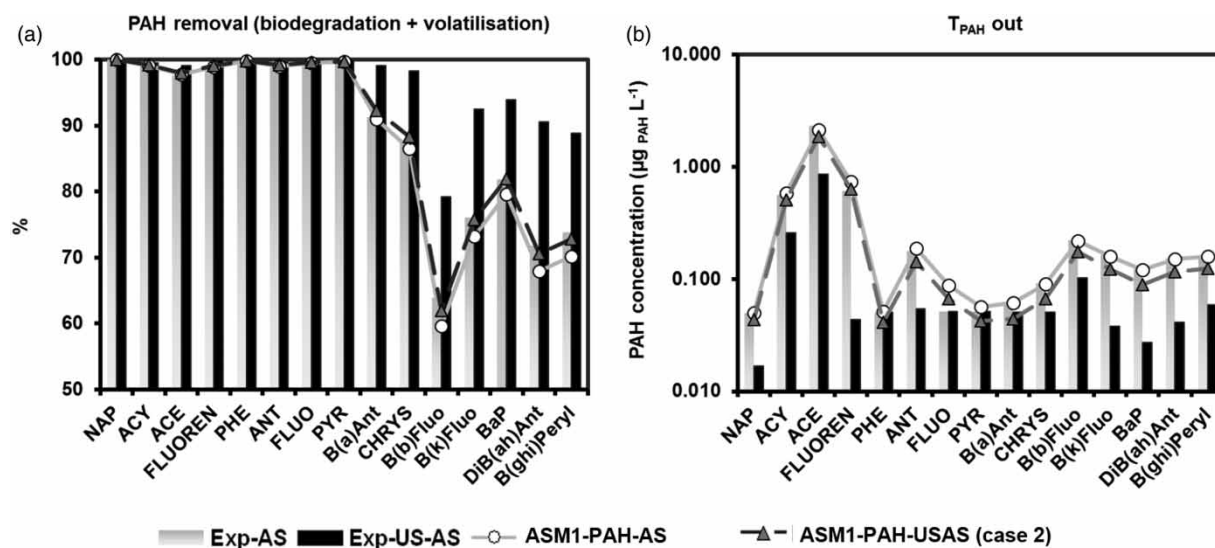 PAH removal (biodegradation + volatilisation)
(a)
100
90
80
70
60
50
%
NAP
ACY
ACE
FLUOREN
PHE
ANT
FLUO
PYR
B(a)Ant
CHRYS
B(b)Fluo
B(k)Fluo
BaP
DiB(ah)Ant
B(ghi)Peryl
(b)
TPAH out
10.000
1.000
0.100
0.010
PAH concentration (µg PAH L-1)
NAP
ACY
ACE
FLUOREN
PHE
ANT
FLUO
PYR
B(a)Ant
CHRYS
B(b)Fluo
B(k)Fluo
BaP
DiB(ah)Ant
B(ghi)Peryl
Exp-AS Exp-US-AS ASM1-PAH-AS ASM1-PAH-USAS (case 2)